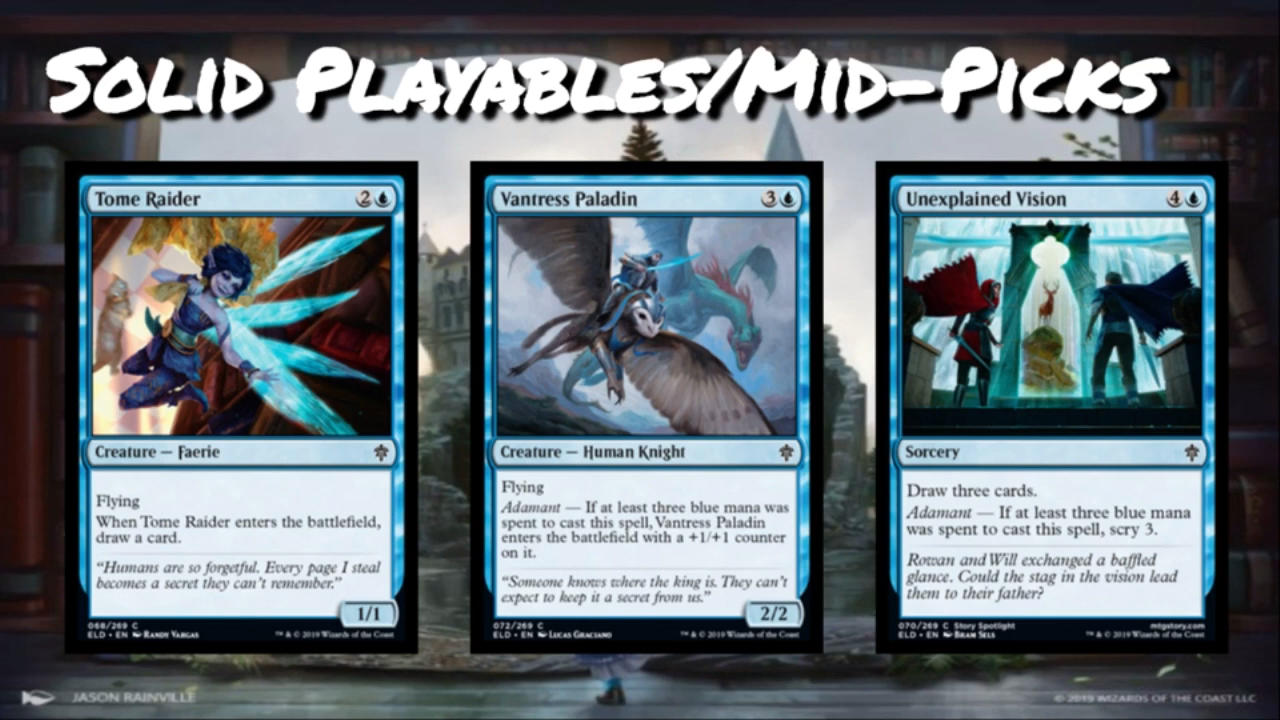 Solid Playables/Mid-Picks
Tome Raider 2
Creature — Faerie
Flying
When Tome Raider enters the battlefield,
draw a card.
“Humans are so forgetful. Every page I steal
becomes a secret they can’t remember.”
1/1
068/269 C
ELD • EN Randy Vargas
™ & © 2019 Wizards of the Coast
Vantress Paladin 3
Creature — Human Knight
Flying
Adamant — If at least three blue mana was
spent to cast this spell, Vantress Paladin
enters the battlefield with a +1/+1 counter
on it.
“Someone knows where the king is. They can’t
expect to keep it a secret from us.”
2/2
072/269 C
ELD • EN Lucas Graciano
™ & © 2019 Wizards of the Coast
Unexplained Vision 4
Sorcery
Draw three cards.
Adamant — If at least three blue mana
was spent to cast this spell, scry 3.
Rowan and Will exchanged a baffled
glance. Could the stag in the vision lead
them to their father?
070/269 C Story Spotlight
mtgstory.com
ELD • EN Bram Sels
™ & © 2019 Wizards of the Coast
JASON RAINVILLE
© 2019 WIZARDS OF THE COAST LLC